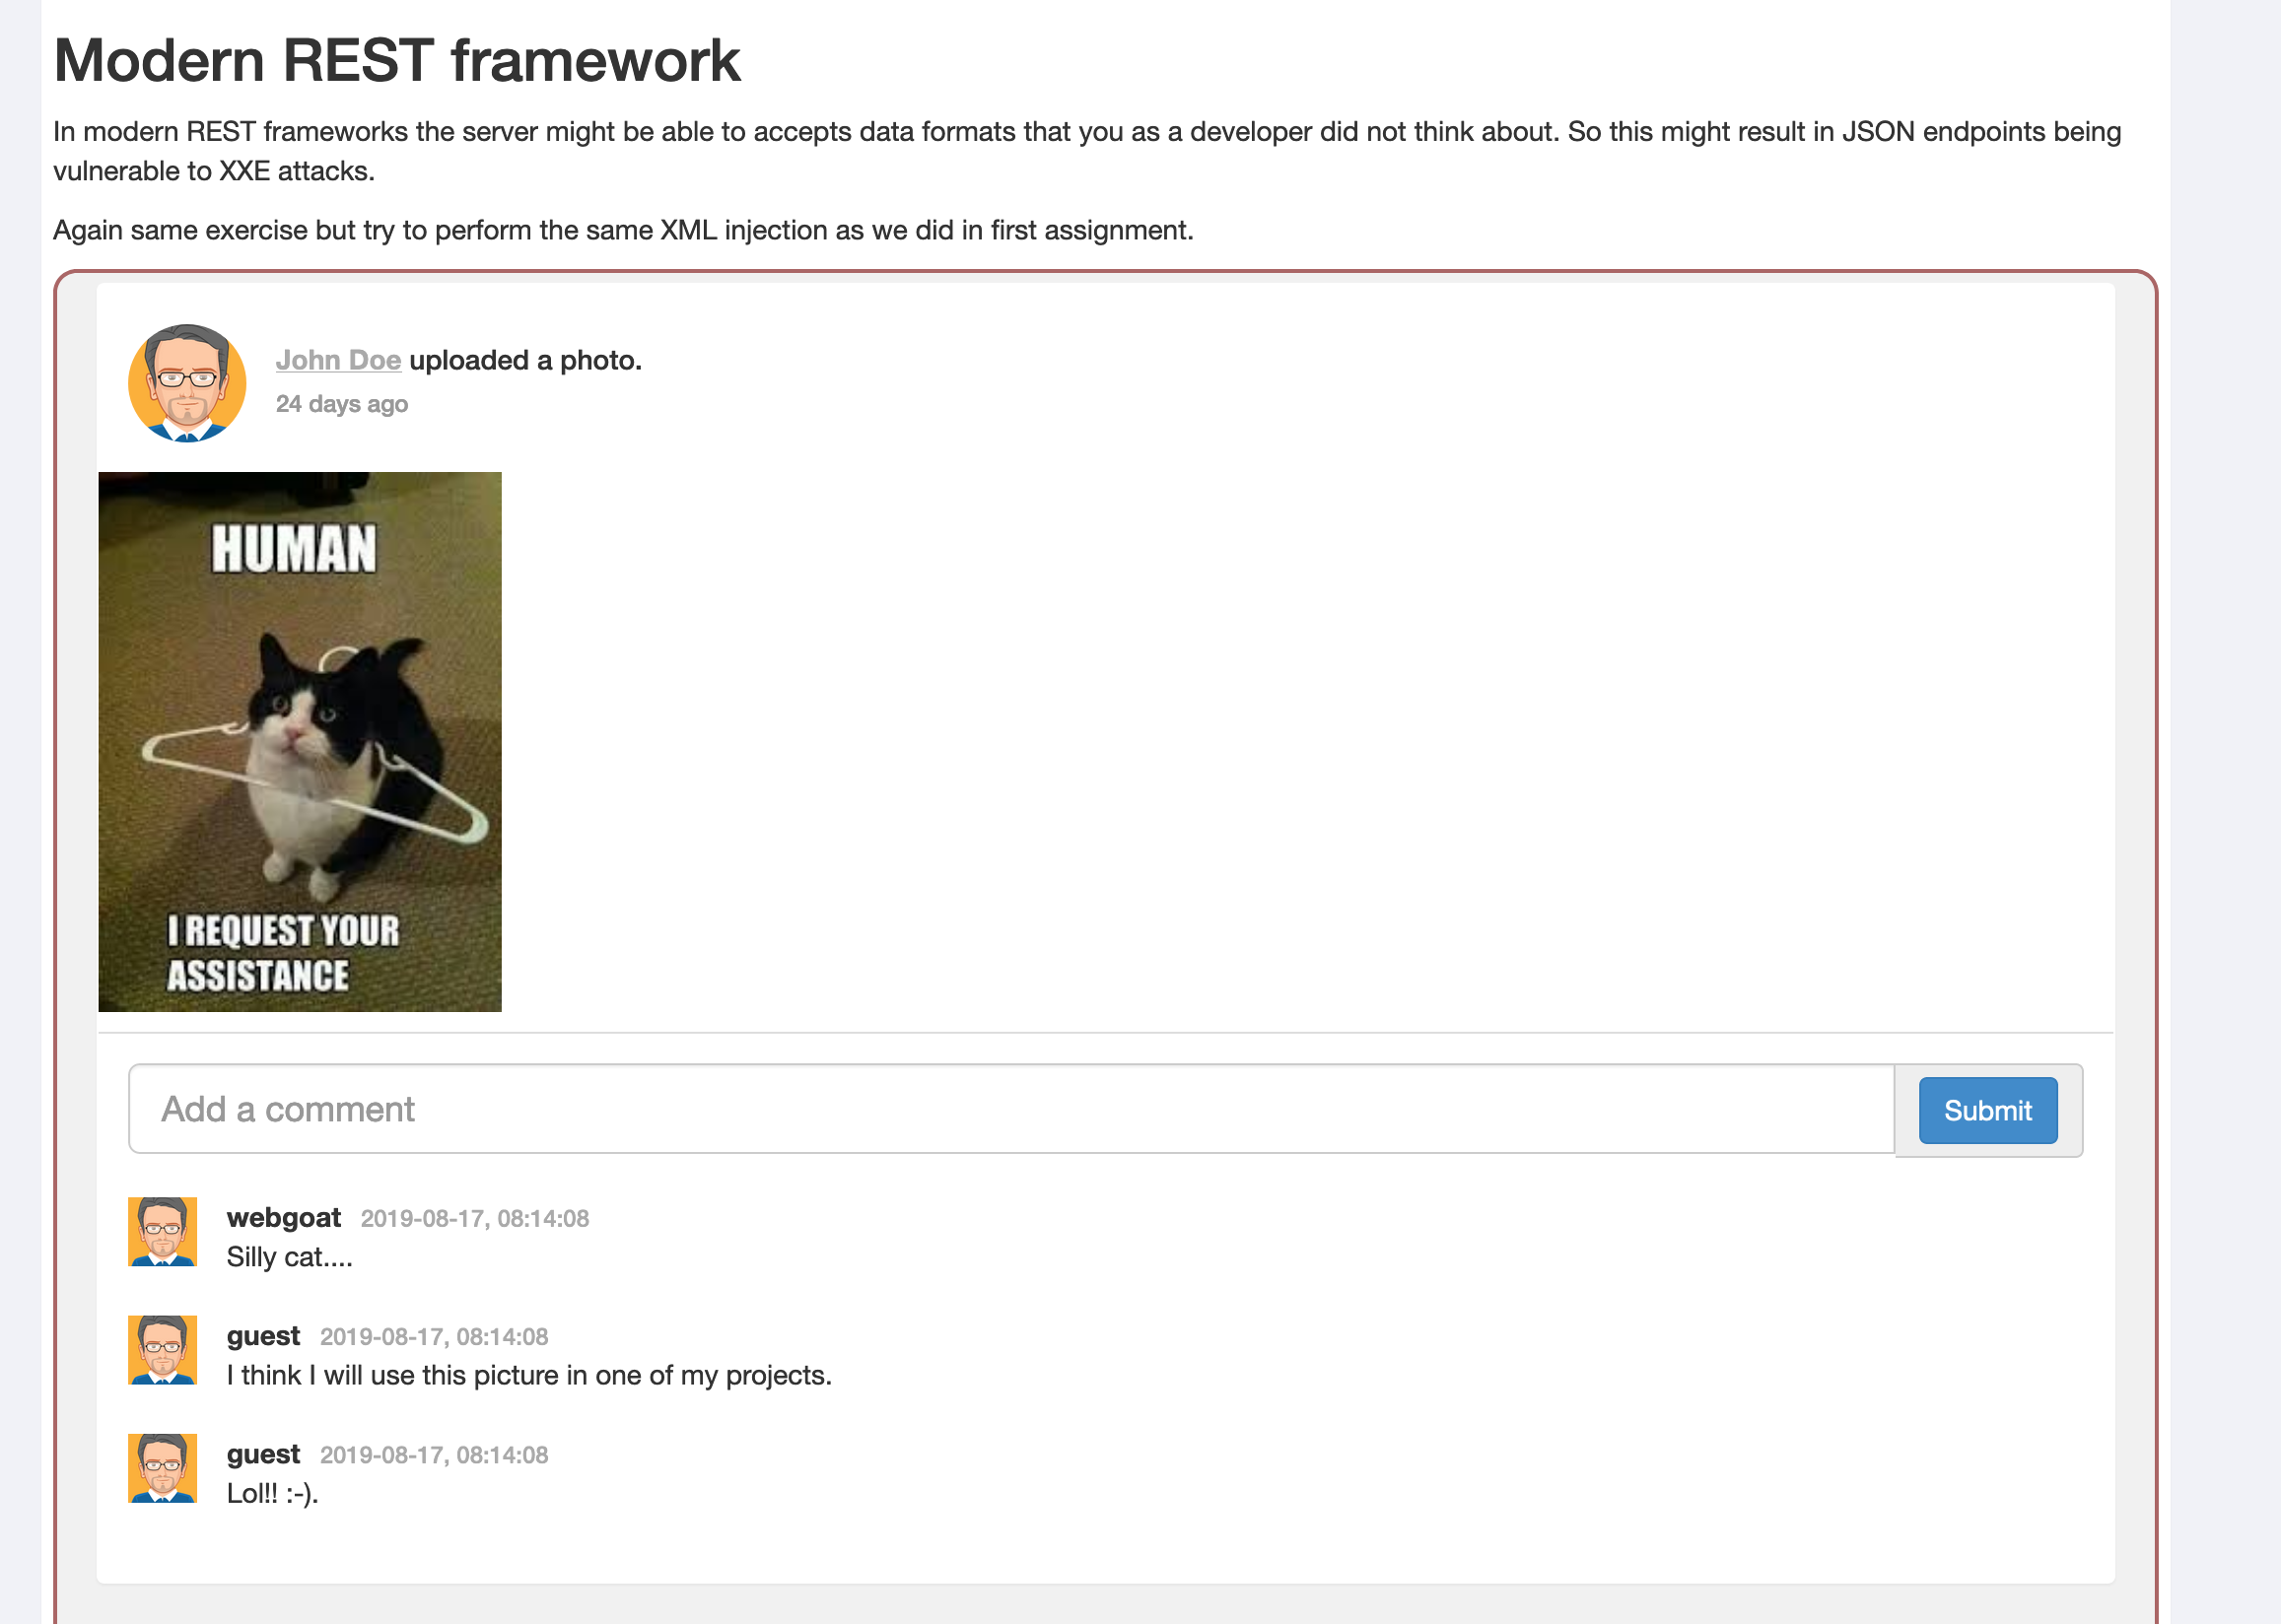 Modern REST framework
In modern REST frameworks the server might be able to accepts data formats that you as a developer did not think about. So this might result in JSON endpoints being
vulnerable to XXE attacks.
Again same exercise but try to perform the same XML injection as we did in first assignment.
John Doe uploaded a photo.
24 days ago
HUMAN
I REQUEST YOUR
ASSISTANCE
Add a comment
Submit
webgoat 2019-08-17, 08:14:08
Silly cat....
guest 2019-08-17, 08:14:08
I think I will use this picture in one of my projects.
guest 2019-08-17, 08:14:08
Lol!! :-).